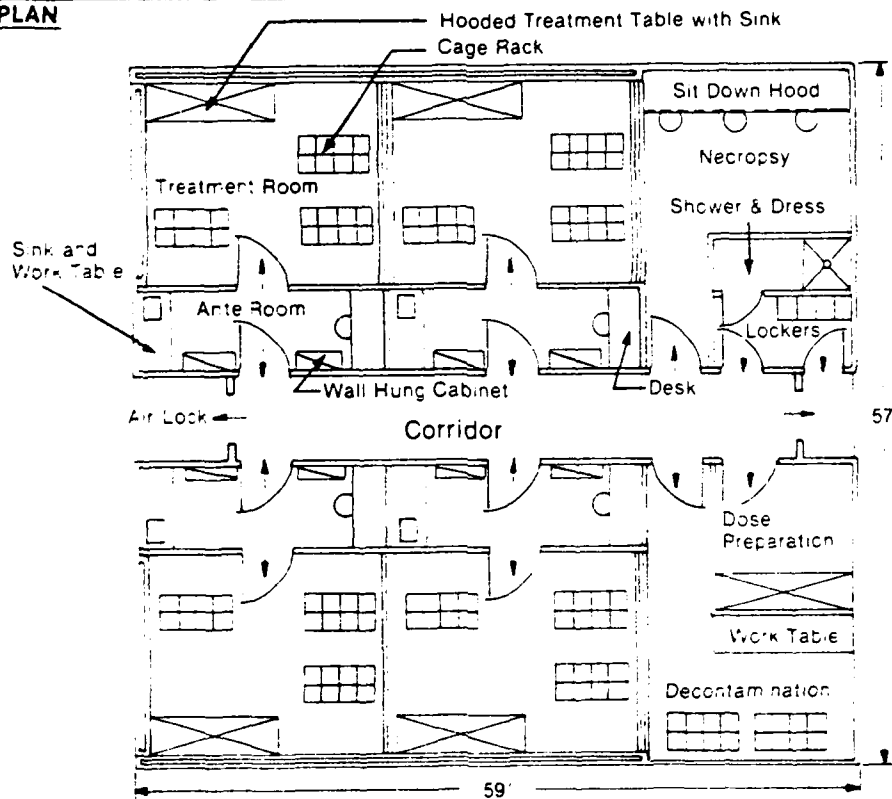 PLAN
Hooded Treatment Table with Sink
Cage Rack
Sit Down Hood
Necropsy
Treatment Room
Shower & Dress
Sink and
Work Table
Ante Room
Lockers
Wall Hung Cabinet
Desk
Air Lock
57
Corridor
Dose
Preparation
Work Table
Decontamination
59'